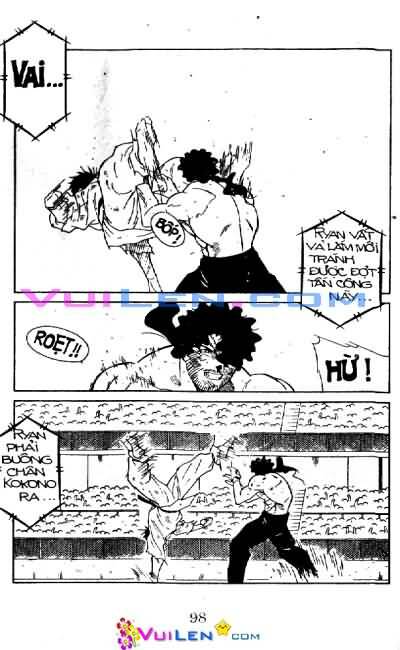 VAI...
BỐP!
RYAN VẤT
VẢ LẮM MỚI
TRÁNH
ĐƯỢC ĐỢT
TẤN CÔNG
NÀY...
VuiLen.com
ROẸT!!
HỪ!
RYAN
PHẢI
BUÔNG
CHÂN
KOKONO
RA...
98
VuiLen
.com